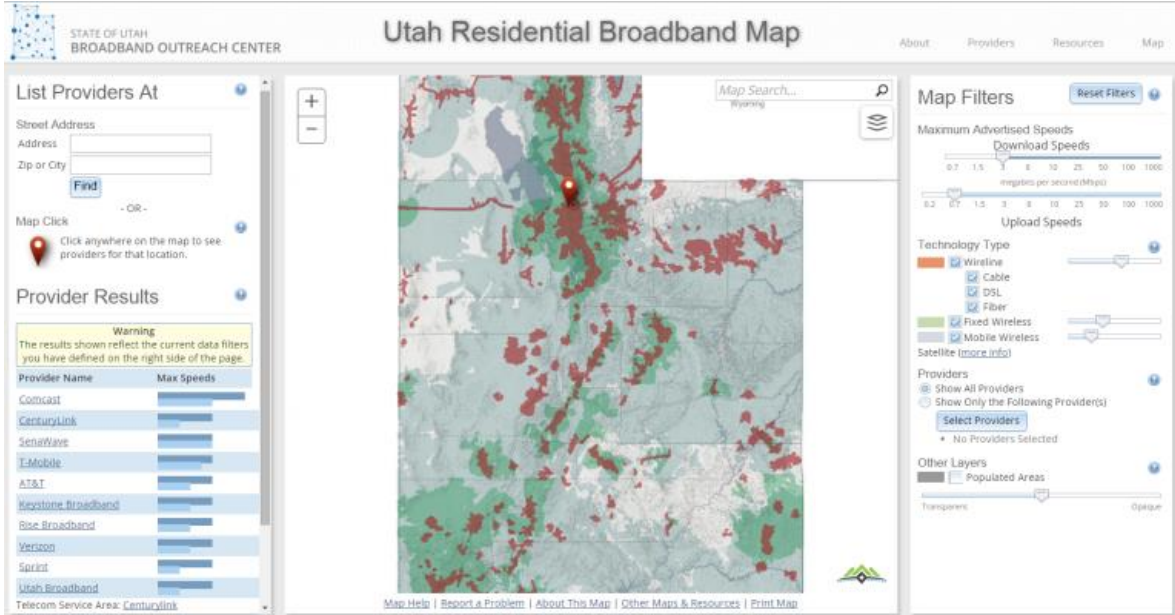 STATE OF UTAH
BROADBAND OUTREACH CENTER
Utah Residential Broadband Map
About Providers Resources Map
List Providers At
Street Address
Address
Zip or City
Find
- OR -
Map Click
Click anywhere on the map to see
providers for that location.
Provider Results
Warning
The results shown reflect the current data filters
you have defined on the right side of the page.
Provider Name Max Speeds
Comcast
CenturyLink
SenaWave
T-Mobile
AT&T
Keystone Broadband
Rise Broadband
Verizon
Sprint
Utah Broadband
Telecom Service Area: Centurylink
+
−
Map Search...
Wyoming
Map Help | Report a Problem | About This Map | Other Maps & Resources | Print Map
Map Filters
Reset Filters
Maximum Advertised Speeds
Download Speeds
0.7 1.5 3 6 10 25 50 100 1000
megabits per second (Mbps)
0.2 0.7 1.5 3 6 10 25 50 100 1000
Upload Speeds
Technology Type
Wireline
Cable
DSL
Fiber
Fixed Wireless
Mobile Wireless
Satellite (more info)
Providers
Show All Providers
Show Only the Following Provider(s)
Select Providers
• No Providers Selected
Other Layers
Populated Areas
Transparent Opaque